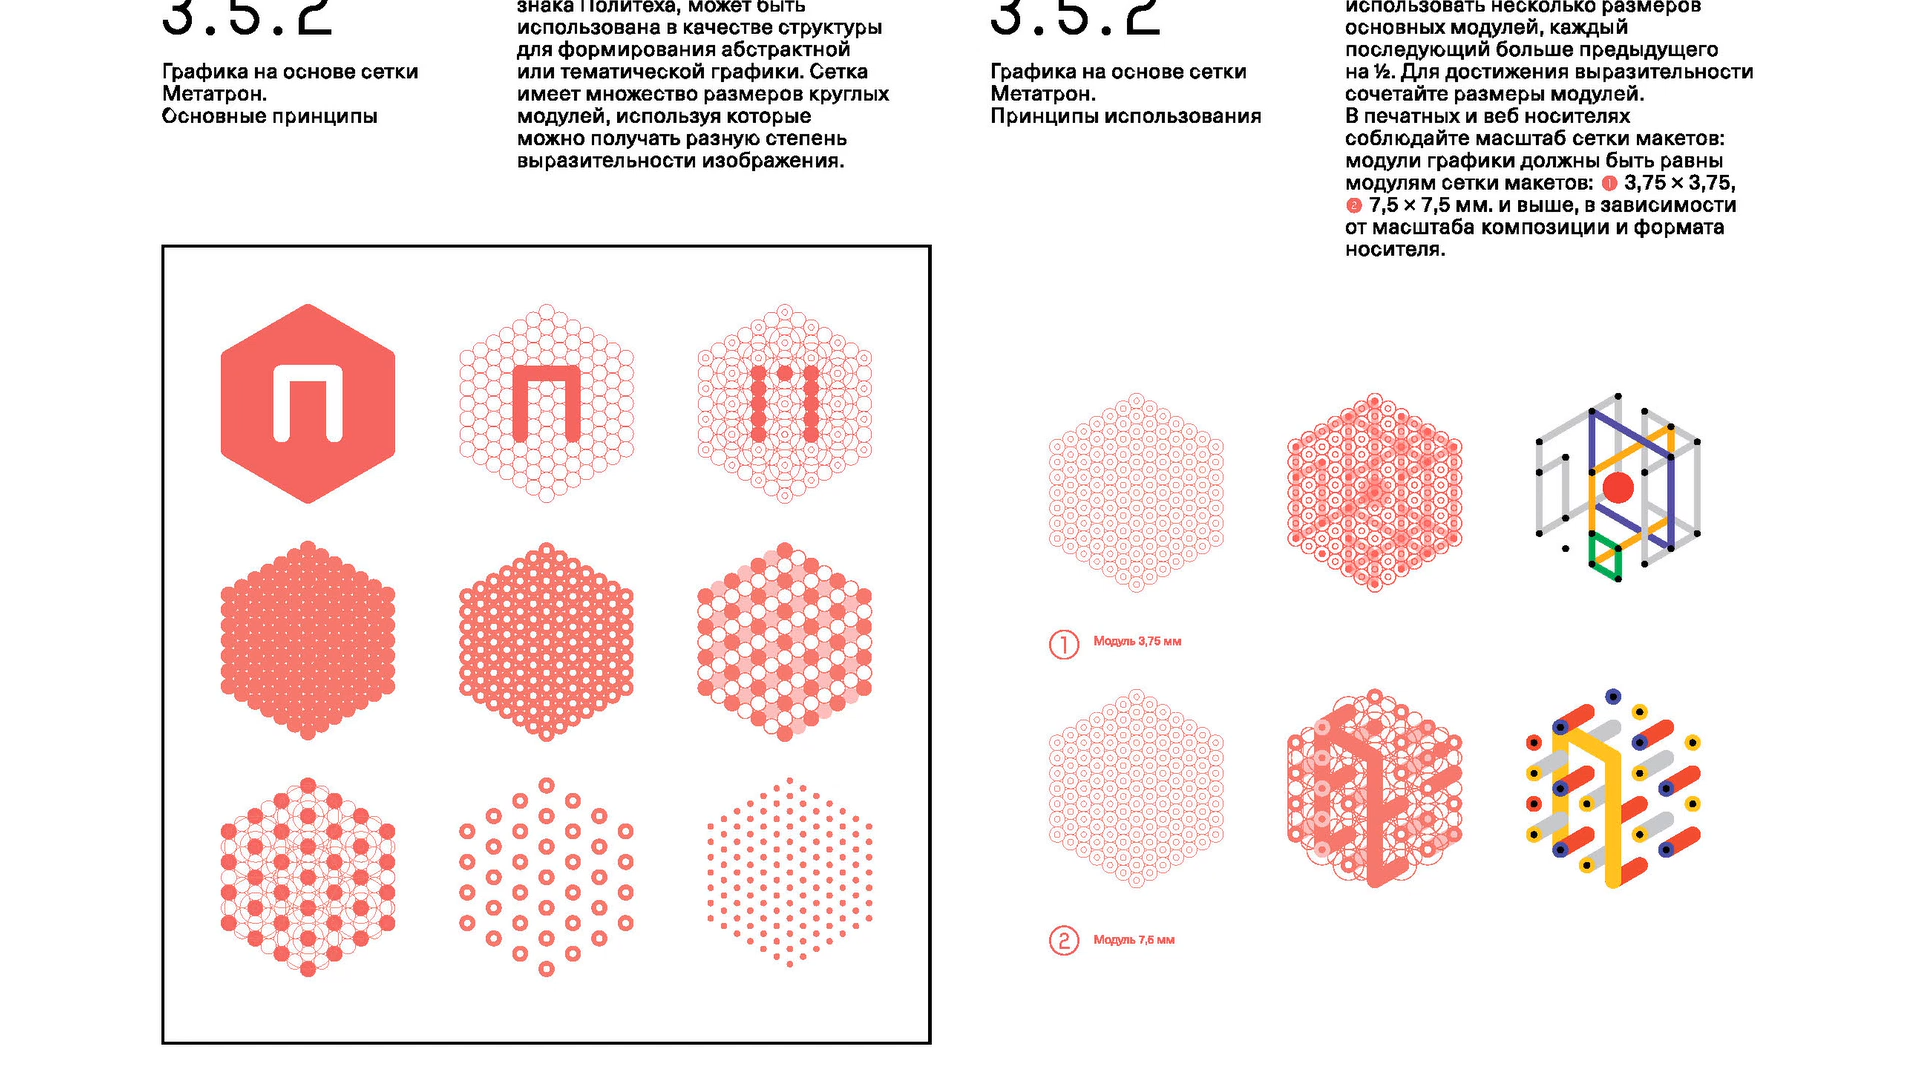 3.5.2
Графика на основе сетки
Метатрон.
Основные принципы
знака Политеха, может быть
использована в качестве структуры
для формирования абстрактной
или тематической графики. Сетка
имеет множество размеров круглых
модулей, используя которые
можно получать разную степень
выразительности изображения.
3.5.2
Графика на основе сетки
Метатрон.
Принципы использования
использовать несколько размеров
основных модулей, каждый
последующий больше предыдущего
на ½. Для достижения выразительности
сочетайте размеры модулей.
В печатных и веб носителях
соблюдайте масштаб сетки макетов:
модули графики должны быть равны
модулям сетки макетов: 1 3,75 × 3,75,
2 7,5 × 7,5 мм. и выше, в зависимости
от масштаба композиции и формата
носителя.
П
П
П
1 Модуль 3,75 мм
2 Модуль 7,5 мм